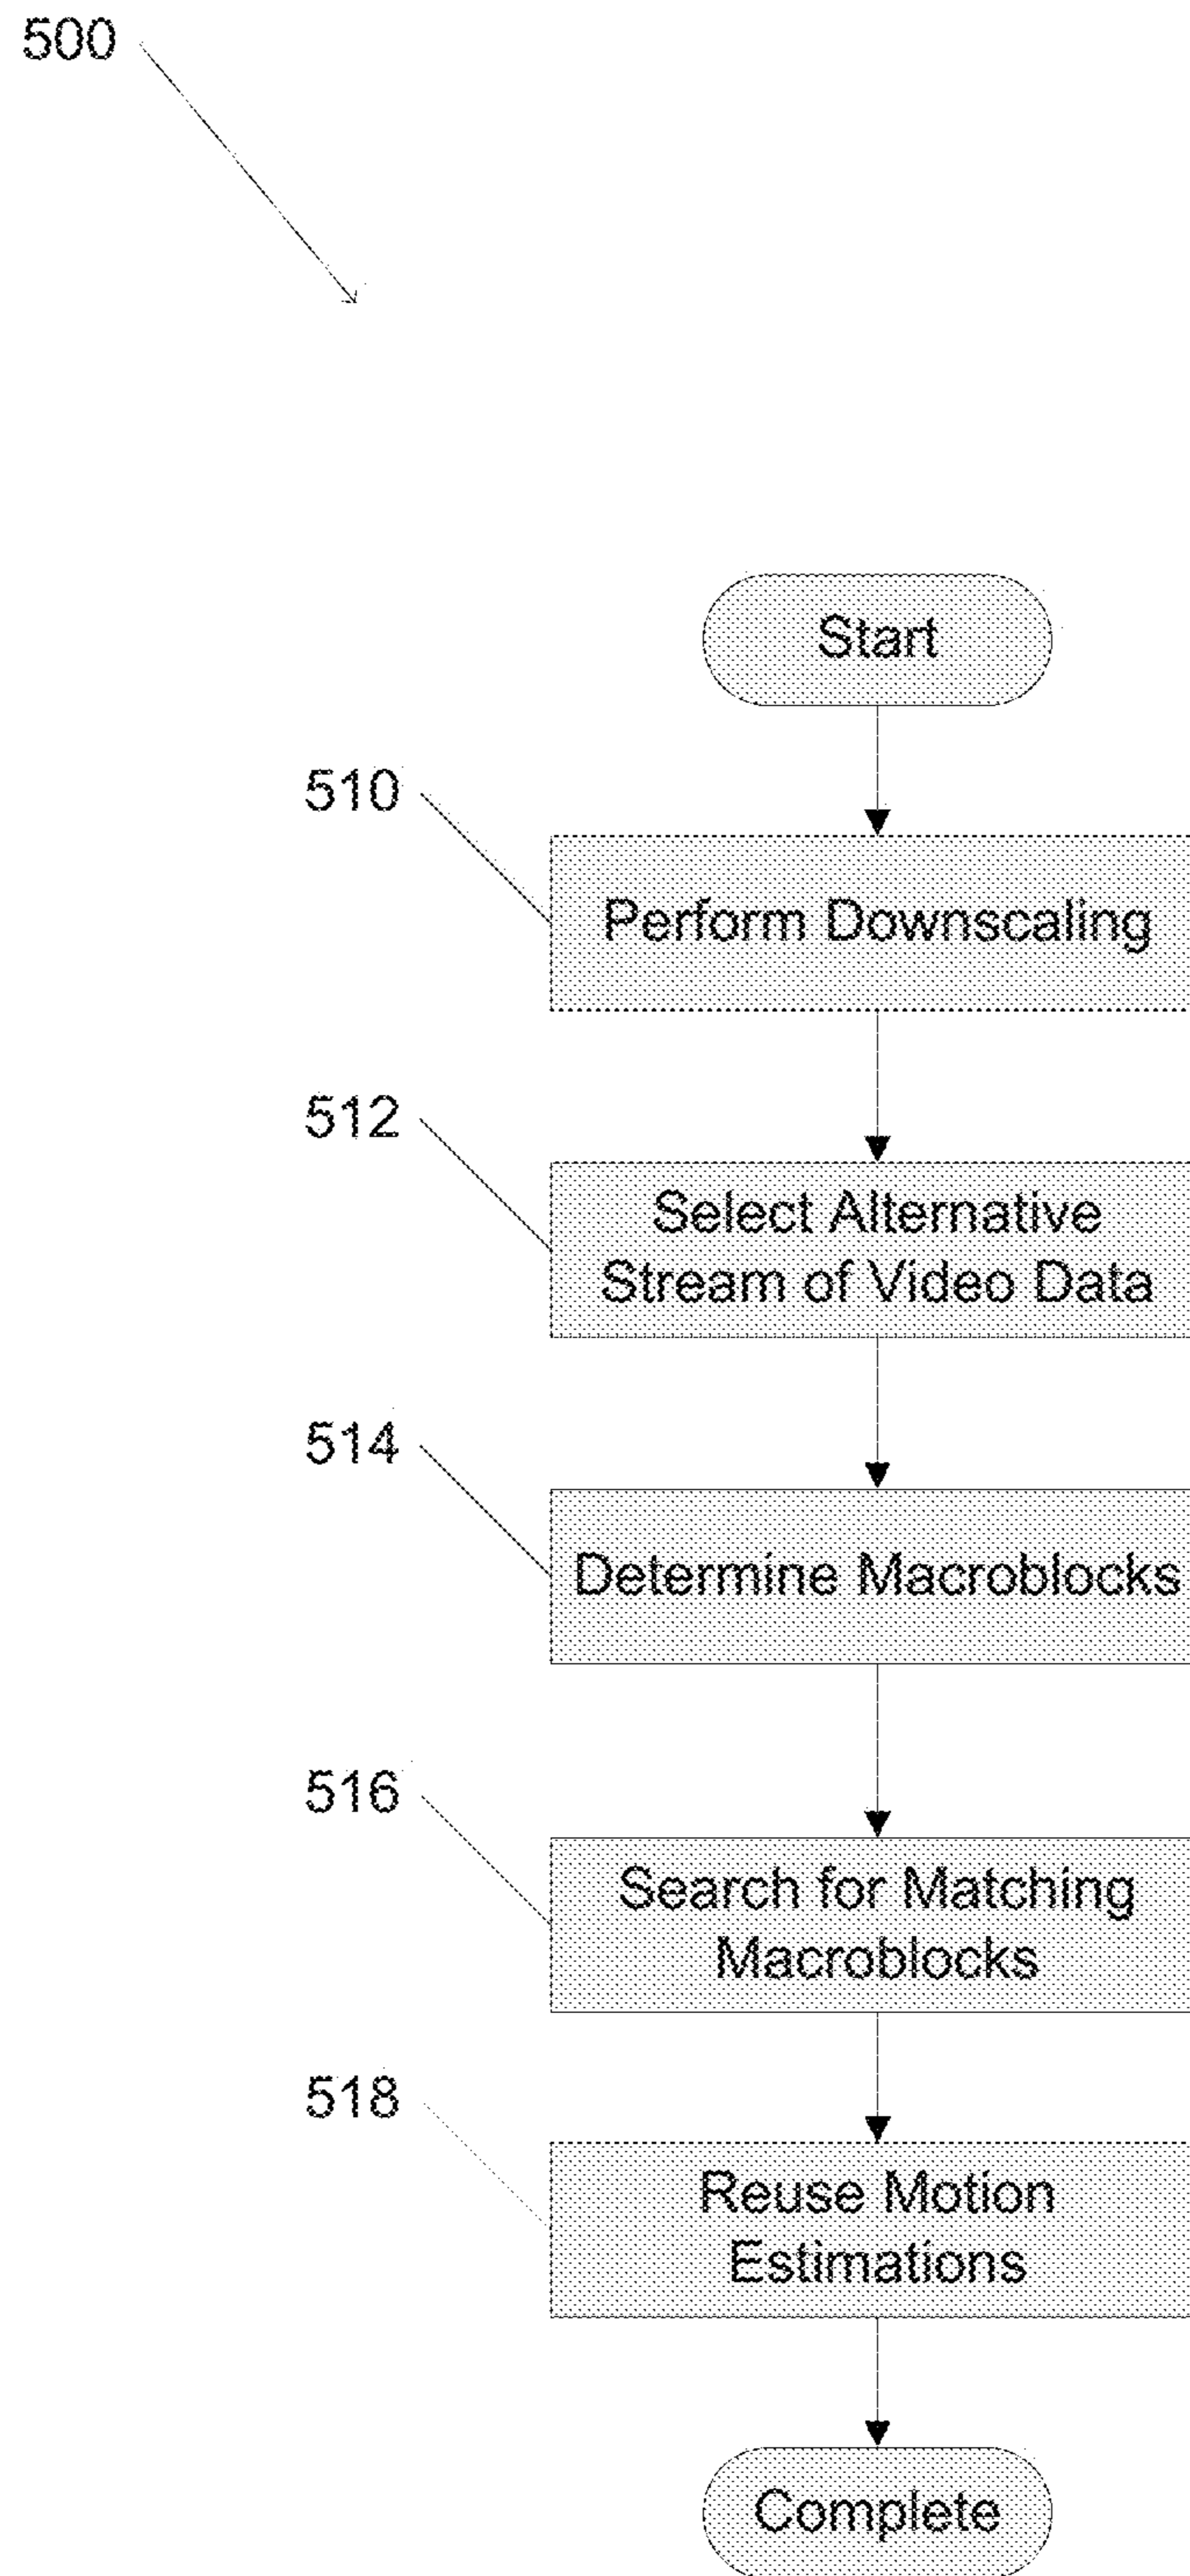 500
Start
510
Perform Downscaling
512
Select Alternative
Stream of Video Data
514
Determine Macroblocks
516
Search for Matching
Macroblocks
518
Reuse Motion
Estimations
Complete